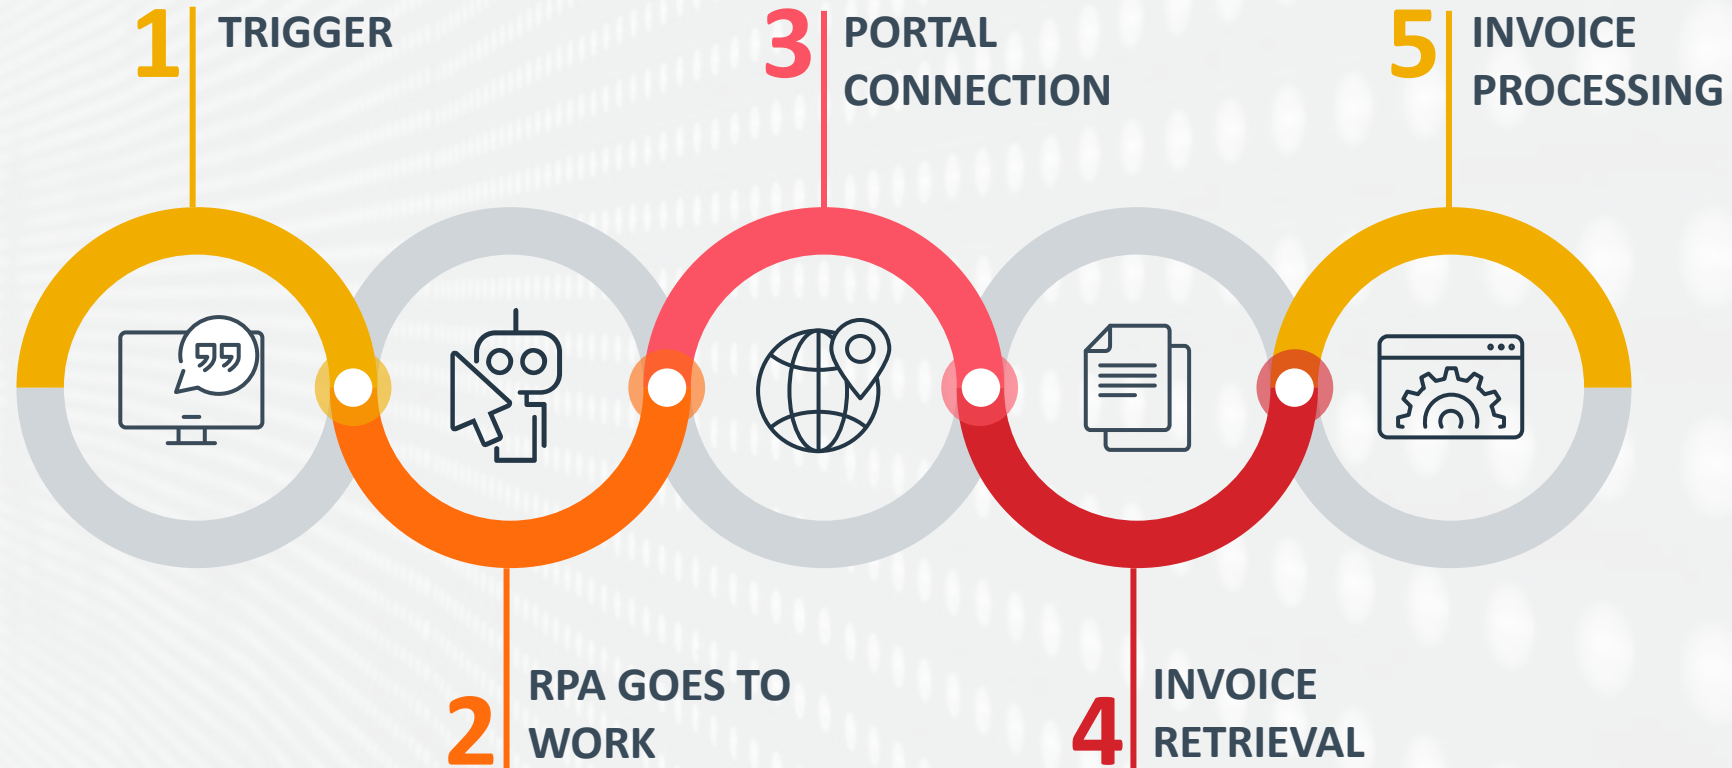 1
TRIGGER
2
RPA GOES TO
WORK
3
PORTAL
CONNECTION
4
INVOICE
RETRIEVAL
5
INVOICE
PROCESSING